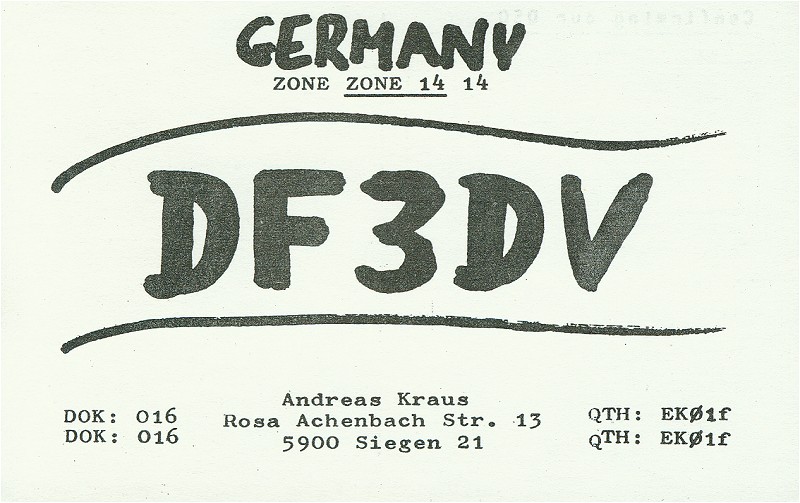 GERMANY
ZONE ZONE 14 14
DF3DV
Andreas Kraus
DOK: O16 Rosa Achenbach Str. 13 QTH: EKØ1f
DOK: O16 5900 Siegen 21 QTH: EKØ1f